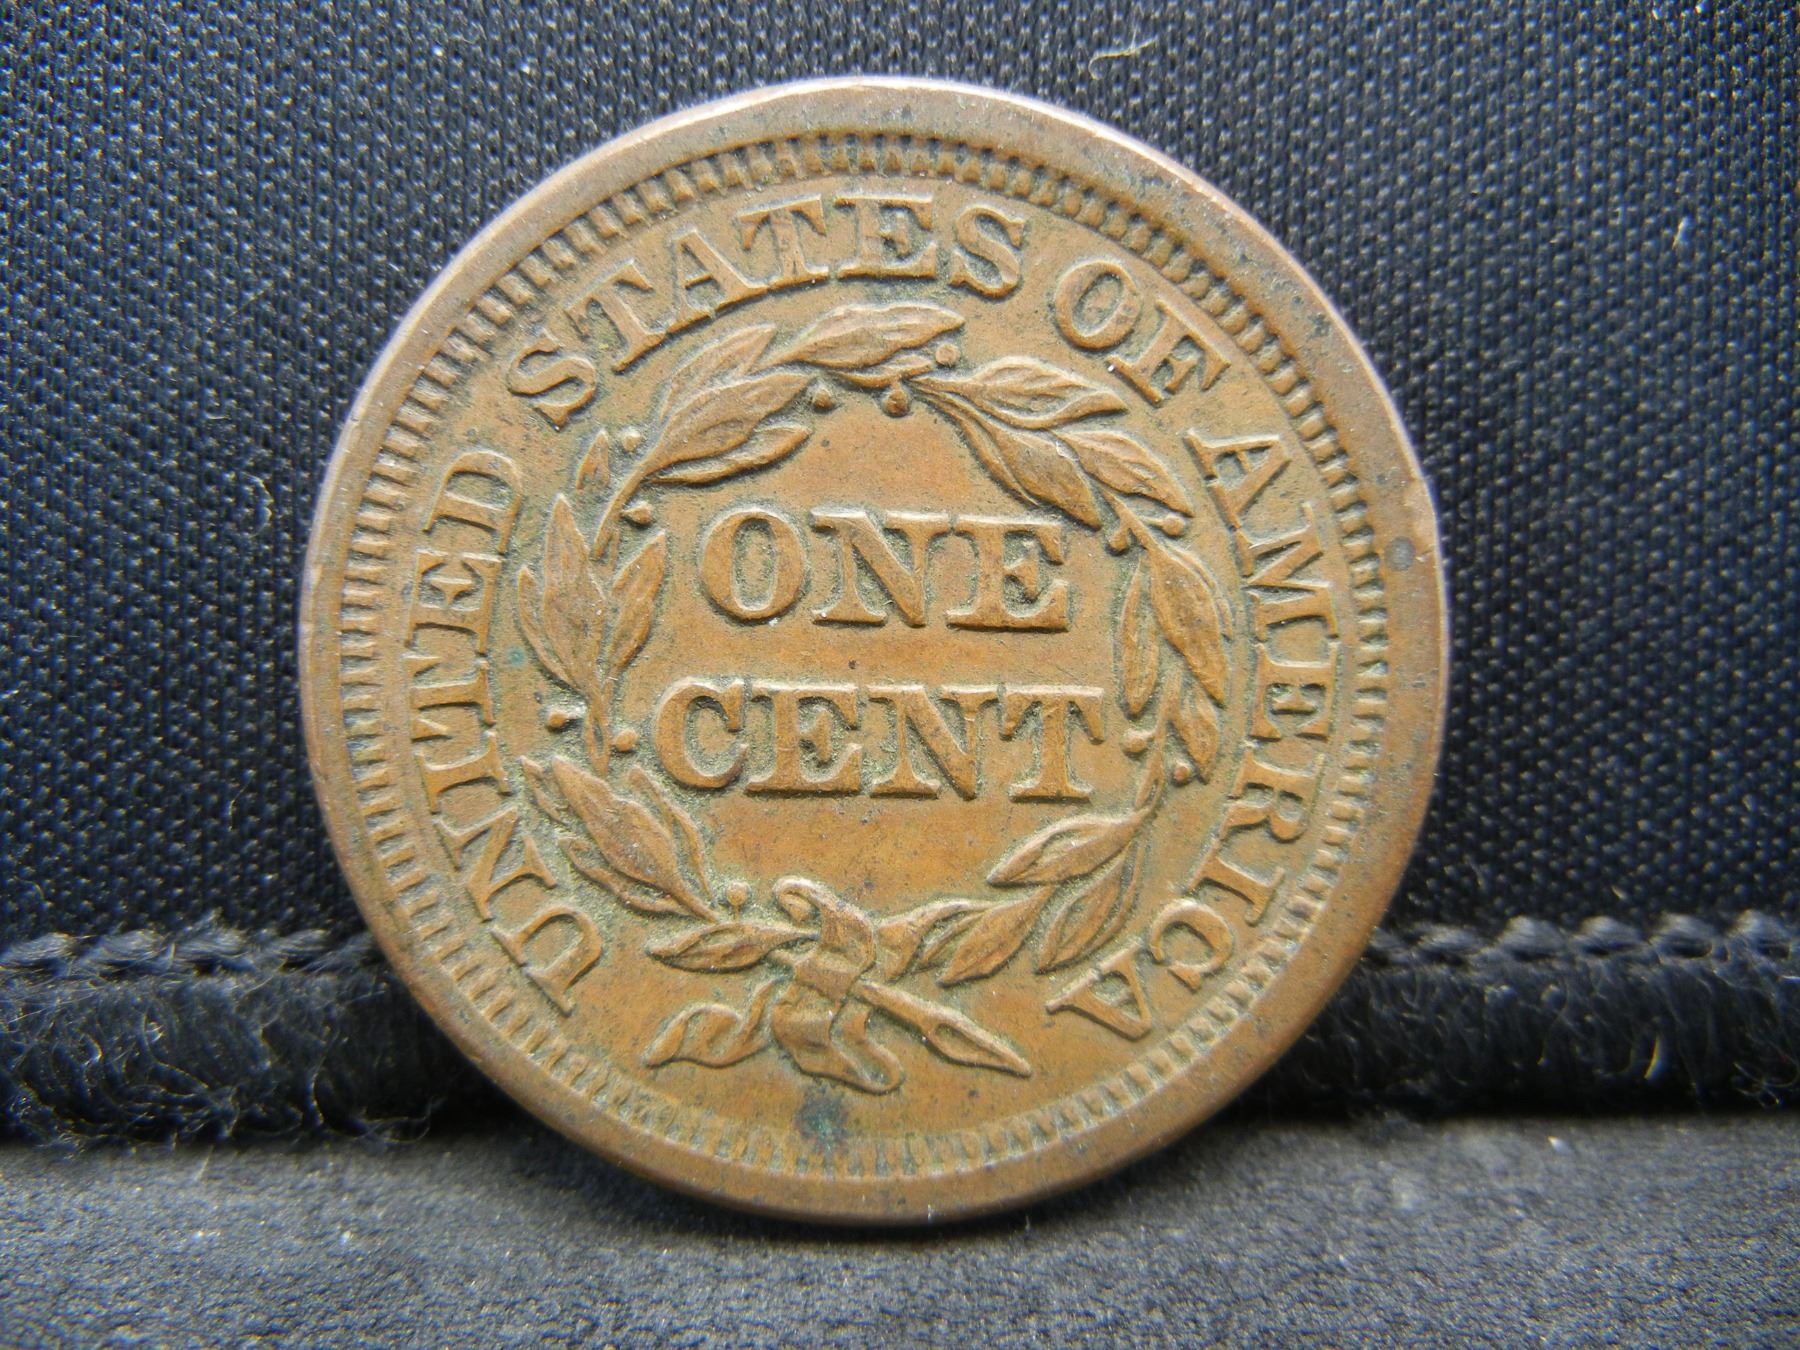 UNITED STATES OF AMERICA
ONE
CENT